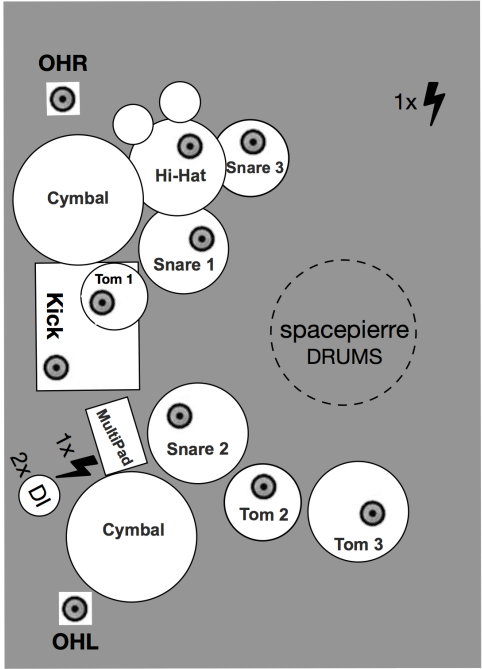 OHR
1x
Hi-Hat
Snare 3
Cymbal
Snare 1
Tom 1
Kick
spacepierre
DRUMS
MultiPad
1x
Snare 2
2x
DI
Tom 2
Cymbal
Tom 3
OHL